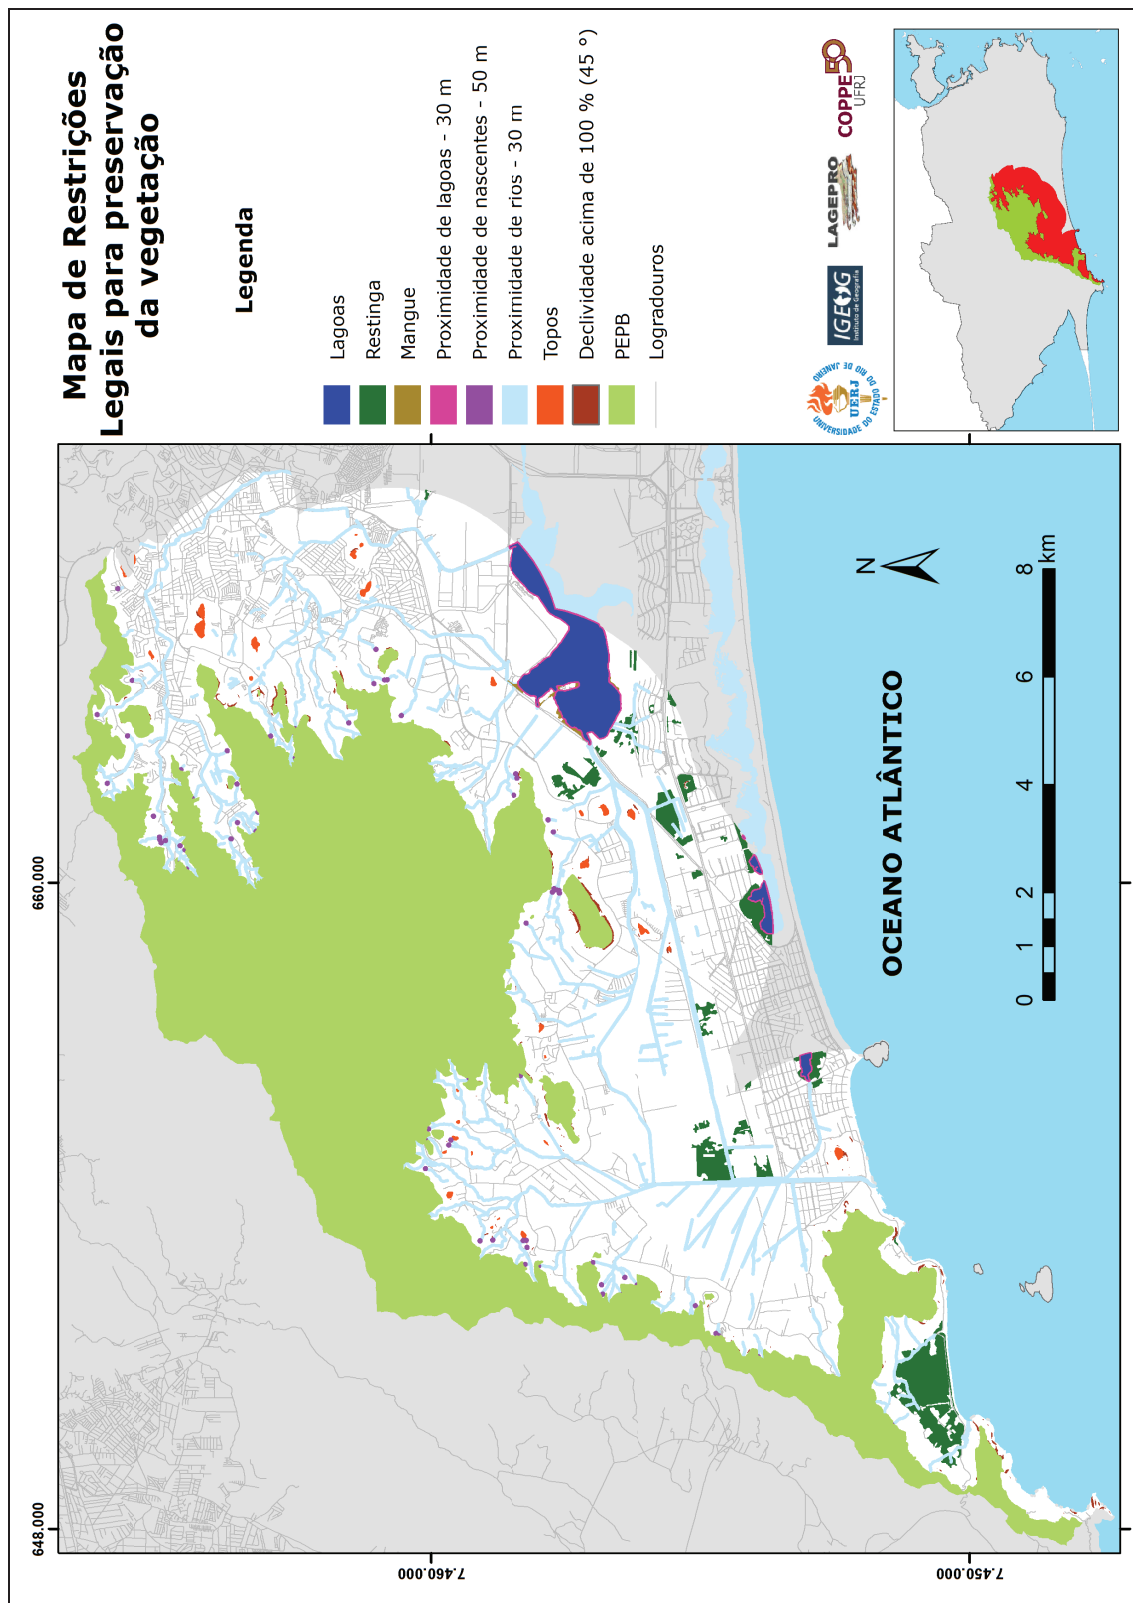 Mapa de Restrições
Legais para preservação
da vegetação
Legenda
Lagoas
Restinga
Mangue
Proximidade de lagoas - 30 m
Proximidade de nascentes - 50 m
Proximidade de rios - 30 m
Topos
Declividade acima de 100 % (45 º)
PEPB
Logradouros
UERJ
UNIVERSIDADE DO ESTADO DO RIO DE JANEIRO
IGEOG
Instituto de Geografia
LAGEPRO
COPPE 50
UFRJ
648.000
660.000
7.460.000
7.450.000
N
OCEANO ATLÂNTICO
0 1 2 4 6 8 km